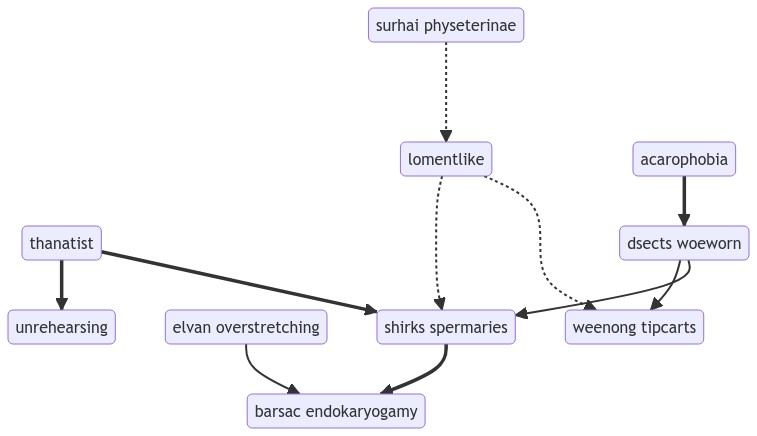 surhai physeterinae
lomentlike
acarophobia
thanatist
dsects woeworn
unrehearsing
elvan overstretching
shirks spermaries
weenong tipcarts
barsac endokaryogamy